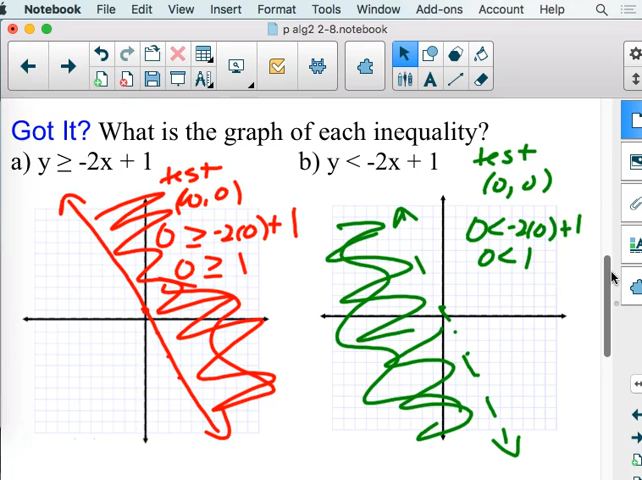 Notebook File Edit View Insert Format Tools Window Add-ons Account Help
p alg2 2-8.notebook
Got It? What is the graph of each inequality?
a) y ≥ -2x + 1
test
(0,0)
0 ≥ -2(0)+1
0 ≥ 1
b) y < -2x + 1
test
(0,0)
0 < -2(0)+1
0 < 1